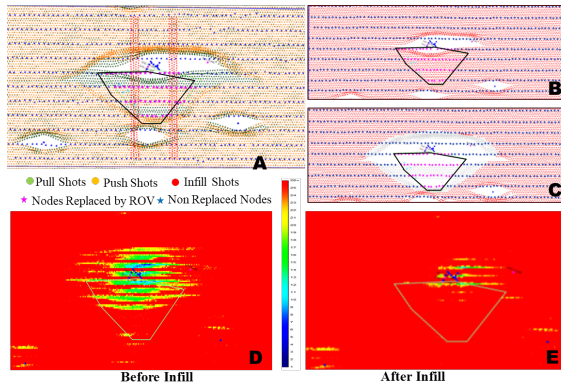 A
B
C
Pull Shots Push Shots Infill Shots
Nodes Replaced by ROV Non Replaced Nodes
D
E
Before Infill After Infill